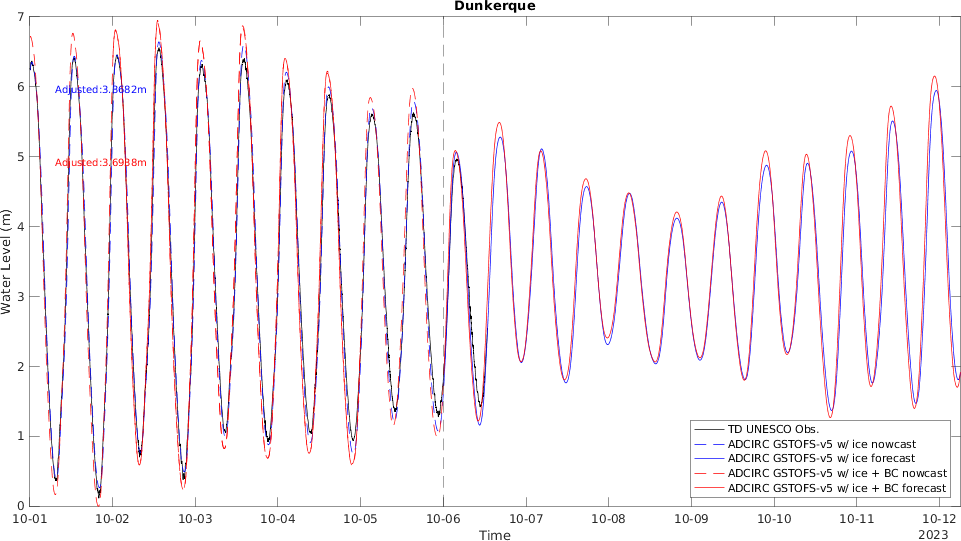 Dunkerque
7
6
5
4
3
2
1
0
Water Level (m)
Adjusted:3.3682m
Adjusted:3.6938m
TD UNESCO Obs.
ADCIRC GSTOFS-v5 w/ ice nowcast
ADCIRC GSTOFS-v5 w/ ice forecast
ADCIRC GSTOFS-v5 w/ ice + BC nowcast
ADCIRC GSTOFS-v5 w/ ice + BC forecast
10-01 10-02 10-03 10-04 10-05 10-06 10-07 10-08 10-09 10-10 10-11 10-12
Time
2023